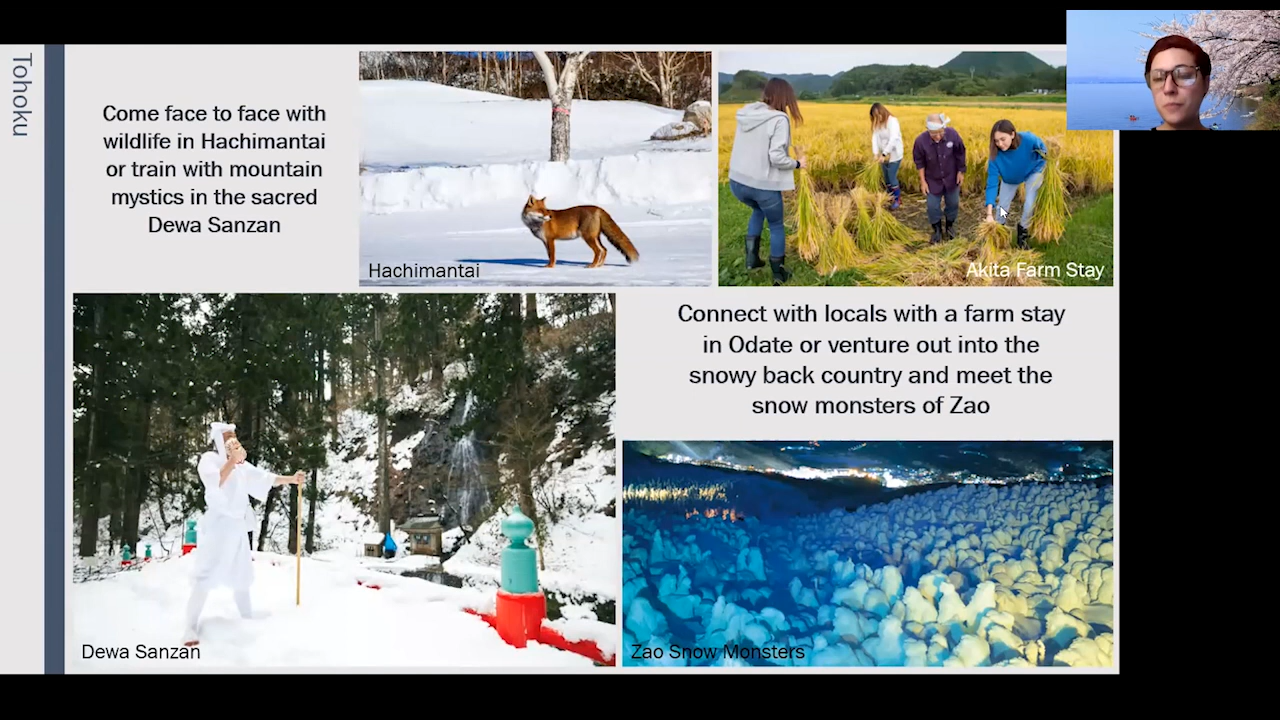 Tohoku
Come face to face with
wildlife in Hachimantai
or train with mountain
mystics in the sacred
Dewa Sanzan
Hachimantai
Akita Farm Stay
Connect with locals with a farm stay
in Odate or venture out into the
snowy back country and meet the
snow monsters of Zao
Dewa Sanzan
Zao Snow Monsters